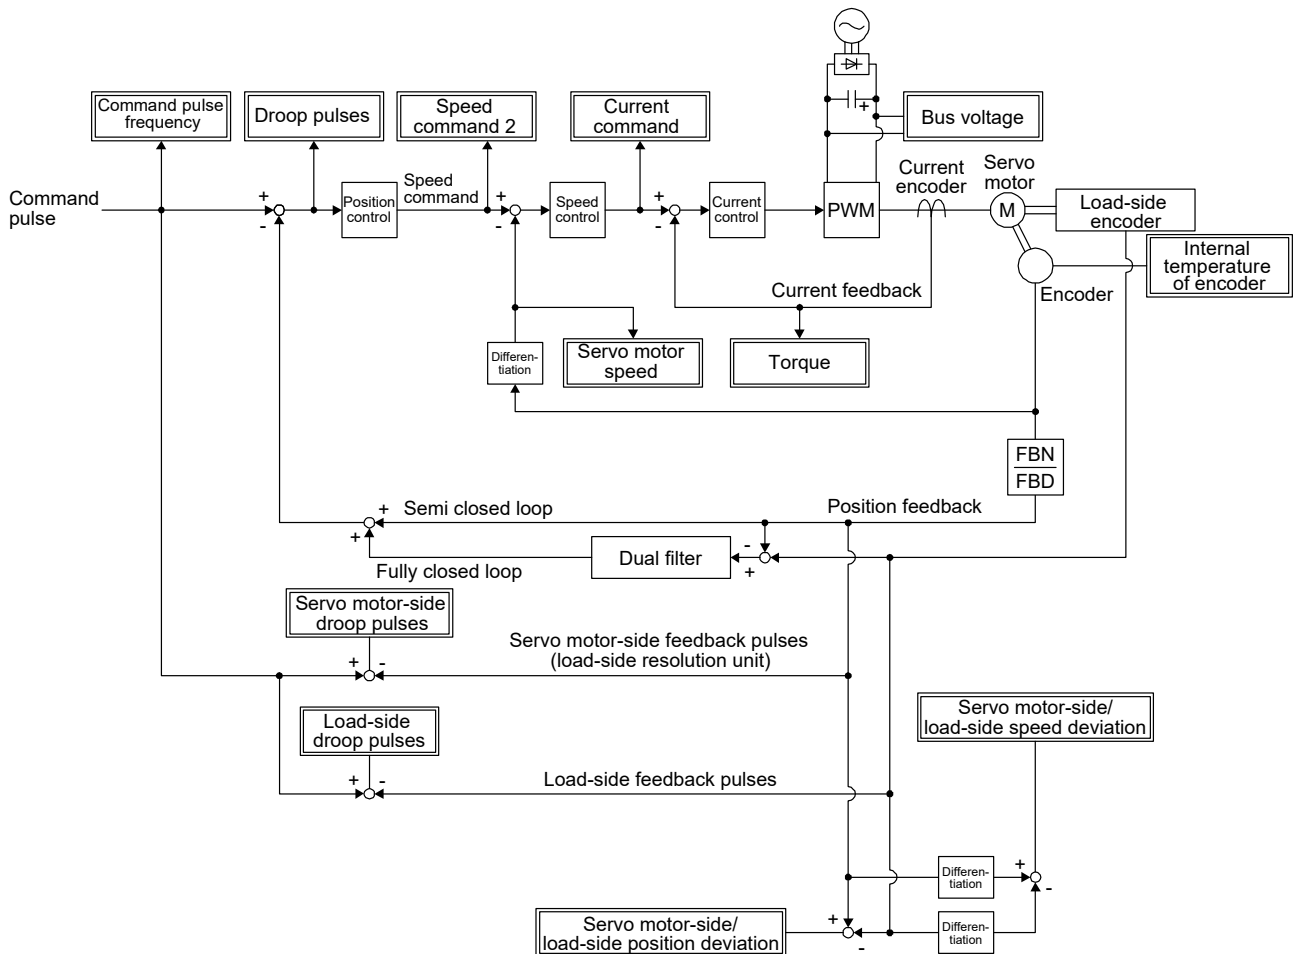 Command pulse
frequency
Droop pulses
Speed
command 2
Current
command
+
Bus voltage
Command
pulse
+
-
Position
control
Speed
command
+
-
Speed
control
+
-
Current
control
PWM
Current
encoder
Servo
motor
M
Load-side
encoder
Internal
temperature
of encoder
Encoder
Current feedback
Differen-
tiation
Servo motor
speed
Torque
FBN
FBD
+
+
Semi closed loop
Position feedback
-
+
Dual filter
Fully closed loop
Servo motor-side
droop pulses
+ -
Servo motor-side feedback pulses
(load-side resolution unit)
Load-side
droop pulses
+ -
Load-side feedback pulses
Servo motor-side/
load-side speed deviation
Differen-
tiation
+
-
Servo motor-side/
load-side position deviation
+
-
Differen-
tiation